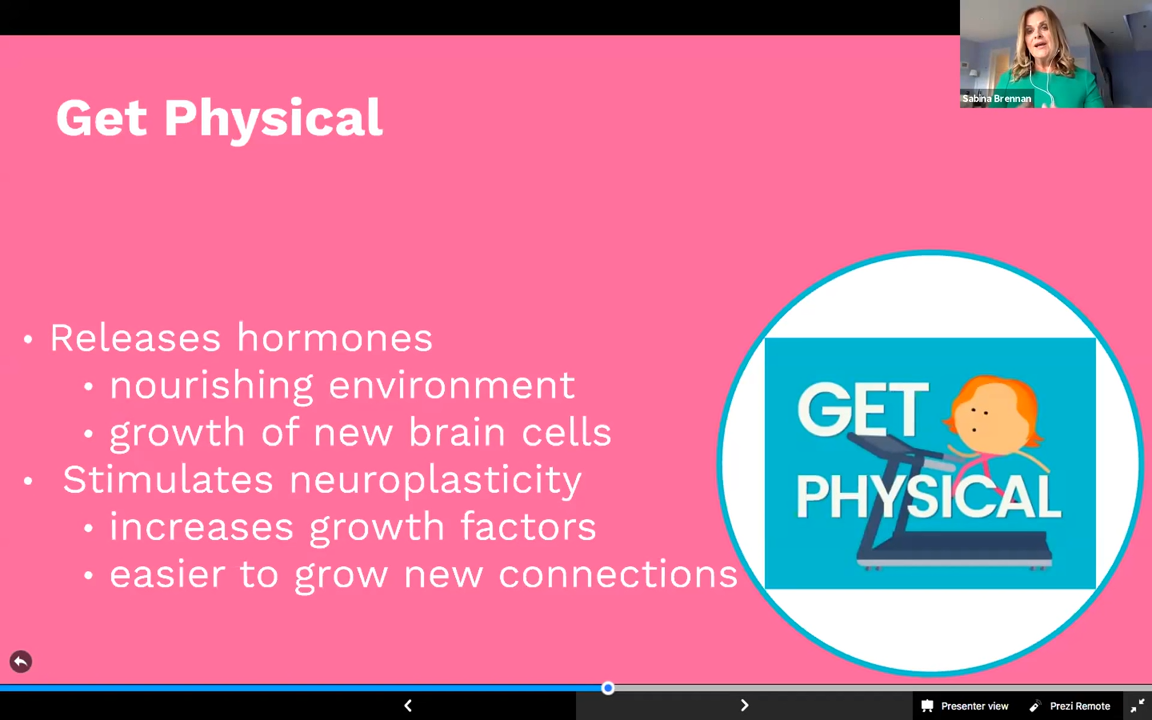 Sabina Brennan
Get Physical
• Releases hormones
• nourishing environment
• growth of new brain cells
• Stimulates neuroplasticity
• increases growth factors
• easier to grow new connections
GET
PHYSICAL
Presenter view
Prezi Remote